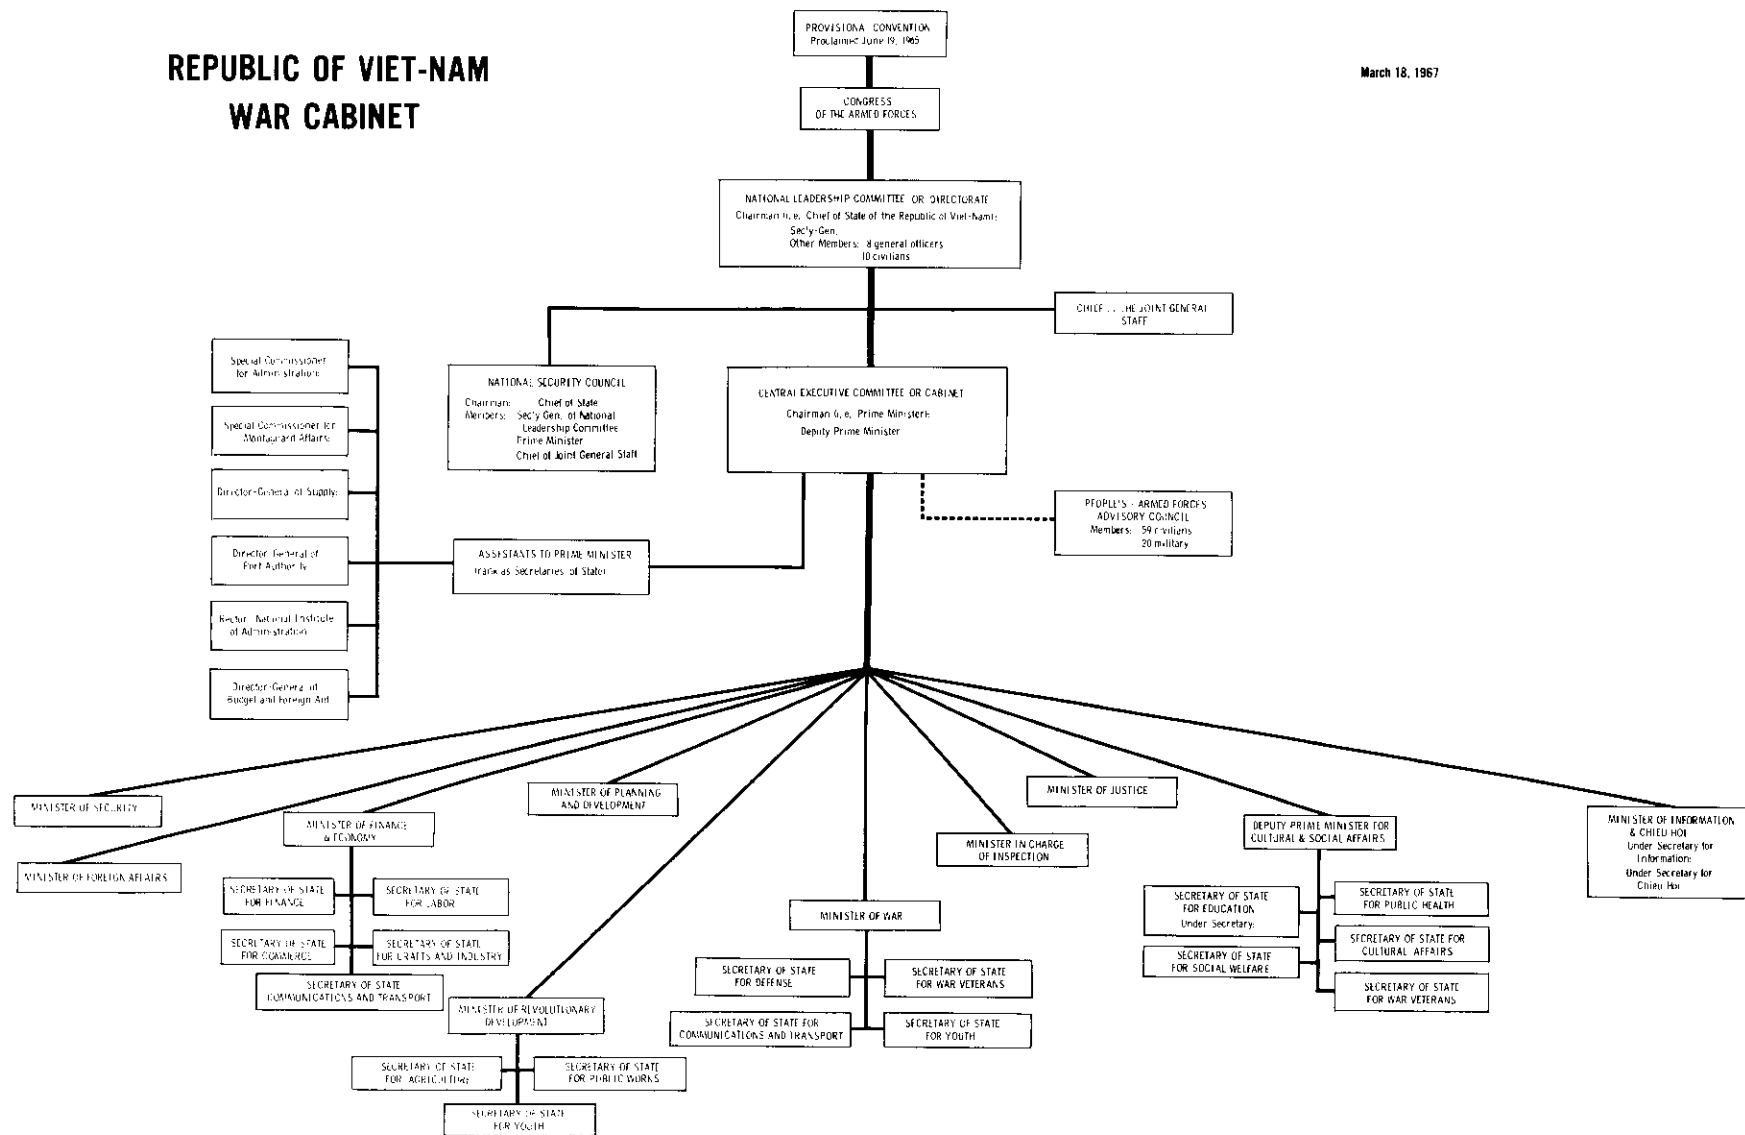 REPUBLIC OF VIET-NAM
WAR CABINET
March 18, 1967
PROVISIONAL CONVENTION
Proclaimed June 19, 1965
CONGRESS
OF THE ARMED FORCES
NATIONAL LEADERSHIP COMMITTEE OR DIRECTORATE
Chairman (i.e. Chief of State of the Republic of Viet-Nam):
Sec'y-Gen.
Other Members: 8 general officers
10 civilians
CHIEF THE JOINT GENERAL
STAFF
NATIONAL SECURITY COUNCIL
Chairman: Chief of State
Members: Sec'y Gen. of National
Leadership Committee
Prime Minister
Chief of Joint General Staff
CENTRAL EXECUTIVE COMMITTEE OR CABINET
Chairman (i.e. Prime Minister):
Deputy Prime Minister
PEOPLE'S - ARMED FORCES
ADVISORY COUNCIL
Members: 59 civilians
20 military
ASSISTANTS TO PRIME MINISTER
(rank as Secretaries of State)
Special Commissioner
for Administration:
Special Commissioner for
Montagnard Affairs:
Director-General of Supply:
Director General of
Port Authority
Rector National Institute
of Administration
Director-General of
Budget and Foreign Aid
MINISTER OF SECURITY
MINISTER OF FOREIGN AFFAIRS
MINISTER OF FINANCE
& ECONOMY
SECRETARY OF STATE
FOR FINANCE
SECRETARY OF STATE
FOR LABOR
SECRETARY OF STATE
FOR COMMERCE
SECRETARY OF STATE
FOR CRAFTS AND INDUSTRY
SECRETARY OF STATE
COMMUNICATIONS AND TRANSPORT
MINISTER OF PLANNING
AND DEVELOPMENT
MINISTER OF REVOLUTIONARY
DEVELOPMENT
SECRETARY OF STATE
FOR AGRICULTURE
SECRETARY OF STATE
FOR PUBLIC WORKS
SECRETARY OF STATE
FOR YOUTH
MINISTER OF WAR
SECRETARY OF STATE
FOR DEFENSE
SECRETARY OF STATE
FOR WAR VETERANS
SECRETARY OF STATE FOR
COMMUNICATIONS AND TRANSPORT
SECRETARY OF STATE
FOR YOUTH
MINISTER IN CHARGE
OF INSPECTION
MINISTER OF JUSTICE
DEPUTY PRIME MINISTER FOR
CULTURAL & SOCIAL AFFAIRS
SECRETARY OF STATE
FOR EDUCATION
Under Secretary:
SECRETARY OF STATE
FOR PUBLIC HEALTH
SECRETARY OF STATE FOR
CULTURAL AFFAIRS
SECRETARY OF STATE
FOR SOCIAL WELFARE
SECRETARY OF STATE
FOR WAR VETERANS
MINISTER OF INFORMATION
& CHIEU HOI
Under Secretary for
Information:
Under Secretary for
Chieu Hoi